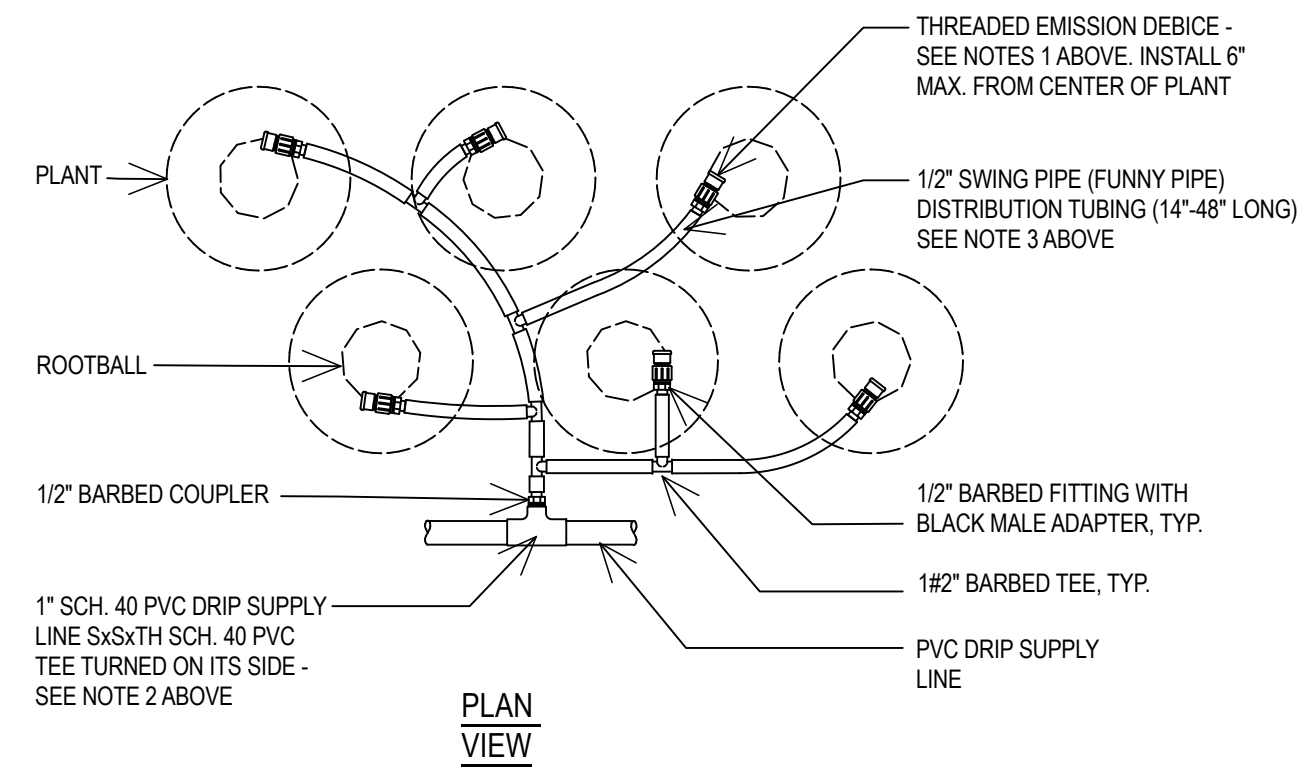 THREADED EMISSION DEBICE -
SEE NOTES 1 ABOVE. INSTALL 6"
MAX. FROM CENTER OF PLANT
PLANT
1/2" SWING PIPE (FUNNY PIPE)
DISTRIBUTION TUBING (14"-48" LONG)
SEE NOTE 3 ABOVE
ROOTBALL
1/2" BARBED COUPLER
1/2" BARBED FITTING WITH
BLACK MALE ADAPTER, TYP.
1#2" BARBED TEE, TYP.
1" SCH. 40 PVC DRIP SUPPLY
LINE SxSxTH SCH. 40 PVC
TEE TURNED ON ITS SIDE -
SEE NOTE 2 ABOVE
PVC DRIP SUPPLY
LINE
PLAN
VIEW